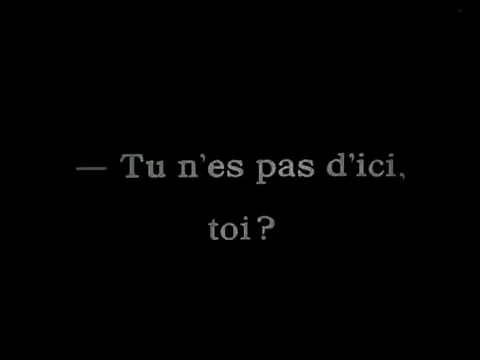 — Tu n'es pas d'ici,
toi?